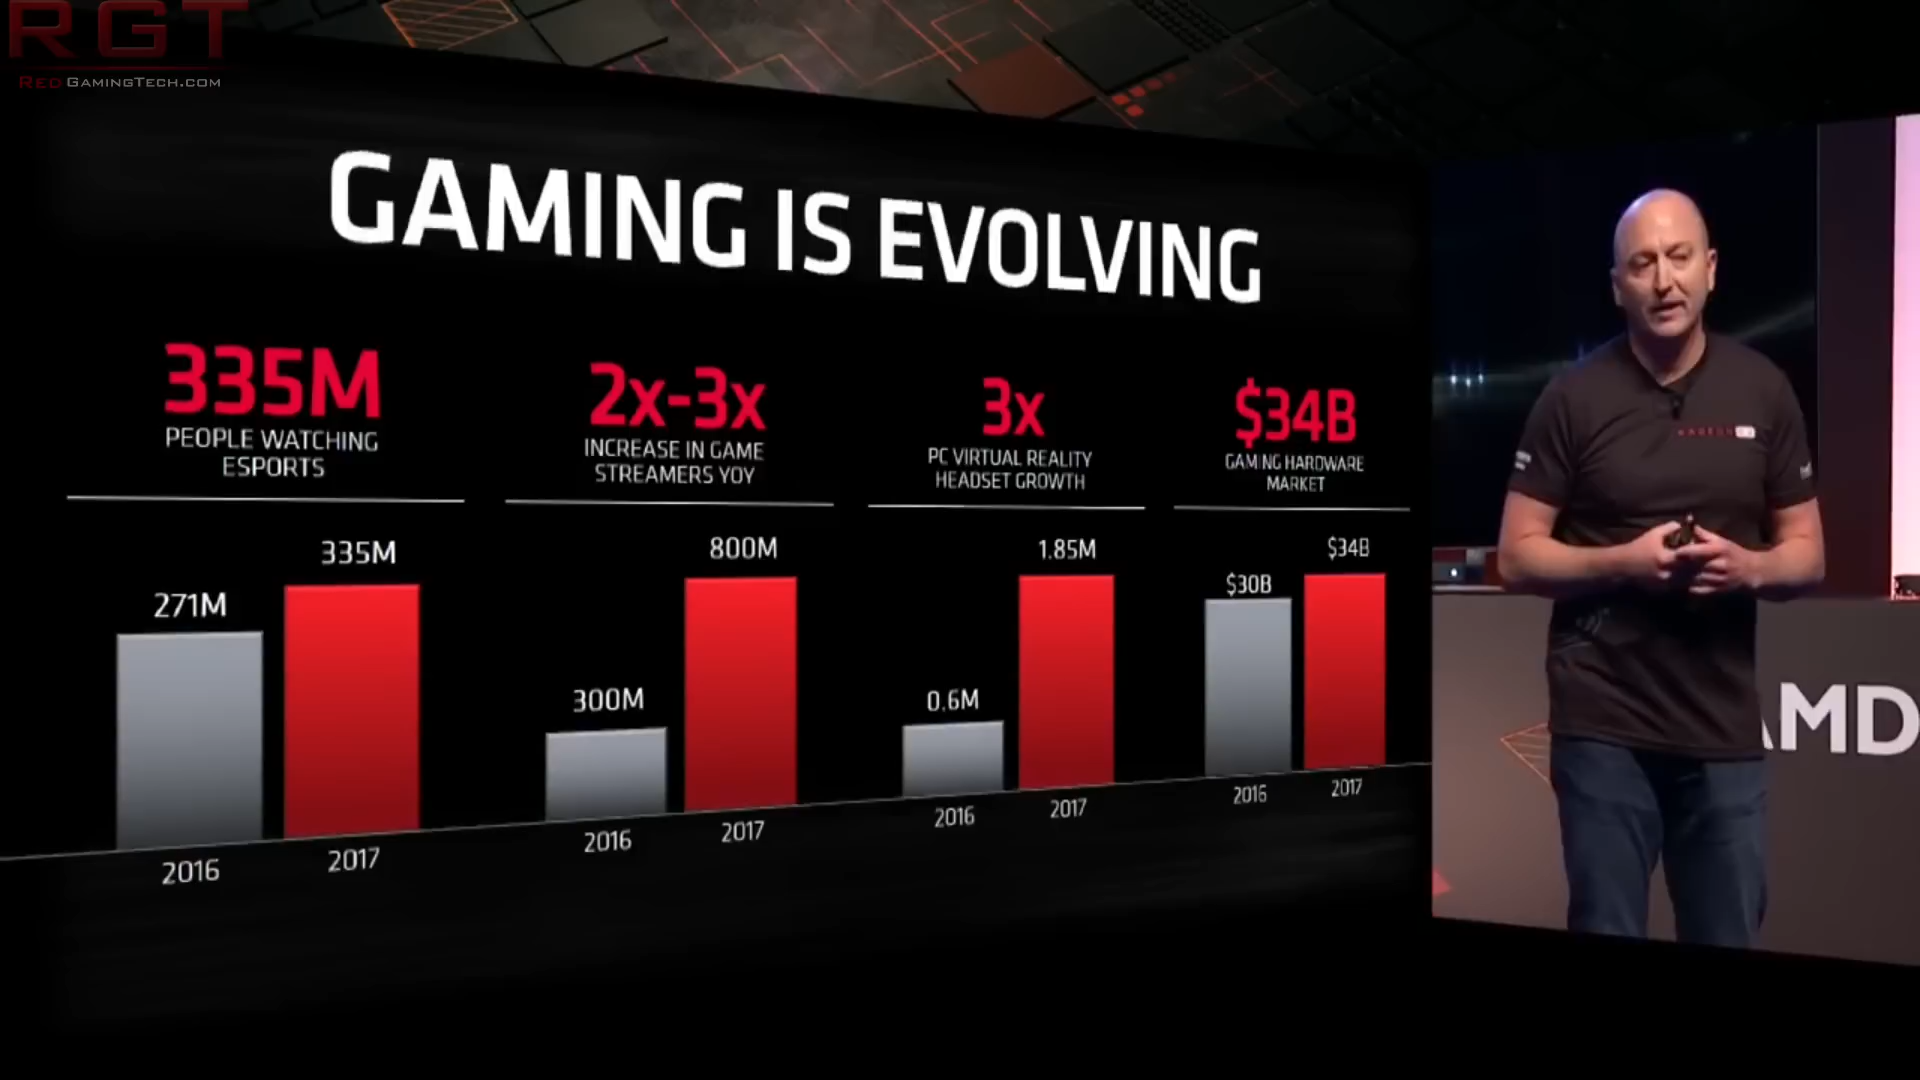 RGT
REDGAMINGTECH.COM
GAMING IS EVOLVING
335M
PEOPLE WATCHING
ESPORTS
335M
271M
2016
2017
2x-3x
INCREASE IN GAME
STREAMERS YOY
800M
300M
2016
2017
3x
PC VIRTUAL REALITY
HEADSET GROWTH
1.85M
0.6M
2016
2017
$34B
GAMING HARDWARE
MARKET
$34B
$30B
2016
2017
RADEON
AMD